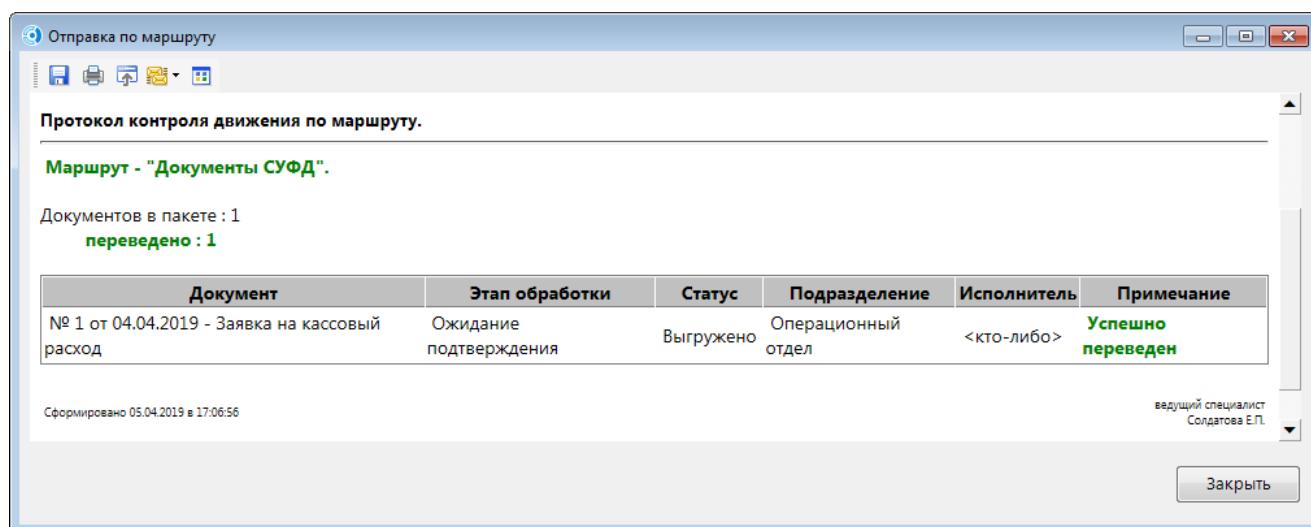 Отправка по маршруту
Протокол контроля движения по маршруту.
Маршрут - "Документы СУФД".
Документов в пакете : 1
переведено : 1
Документ Этап обработки Статус Подразделение Исполнитель Примечание
№ 1 от 04.04.2019 - Заявка на кассовый расход Ожидание подтверждения Выгружено Операционный отдел <кто-либо> Успешно переведен
Сформировано 05.04.2019 в 17:06:56
ведущий специалист
Солдатова Е.П.
Закрыть